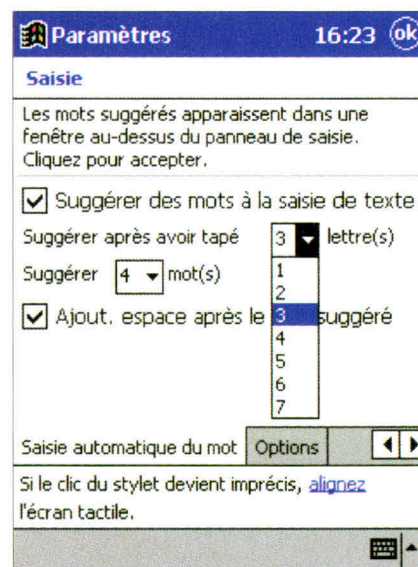 Paramètres 16:23 ok
Saisie
Les mots suggérés apparaissent dans une
fenêtre au-dessus du panneau de saisie.
Cliquez pour accepter.
Suggérer des mots à la saisie de texte
Suggérer après avoir tapé 3 lettre(s)
1
Suggérer 4 mot(s)
2
Ajout. espace après le 3 suggéré
4
5
6
7
Saisie automatique du mot Options
Si le clic du stylet devient imprécis, alignez
l'écran tactile.